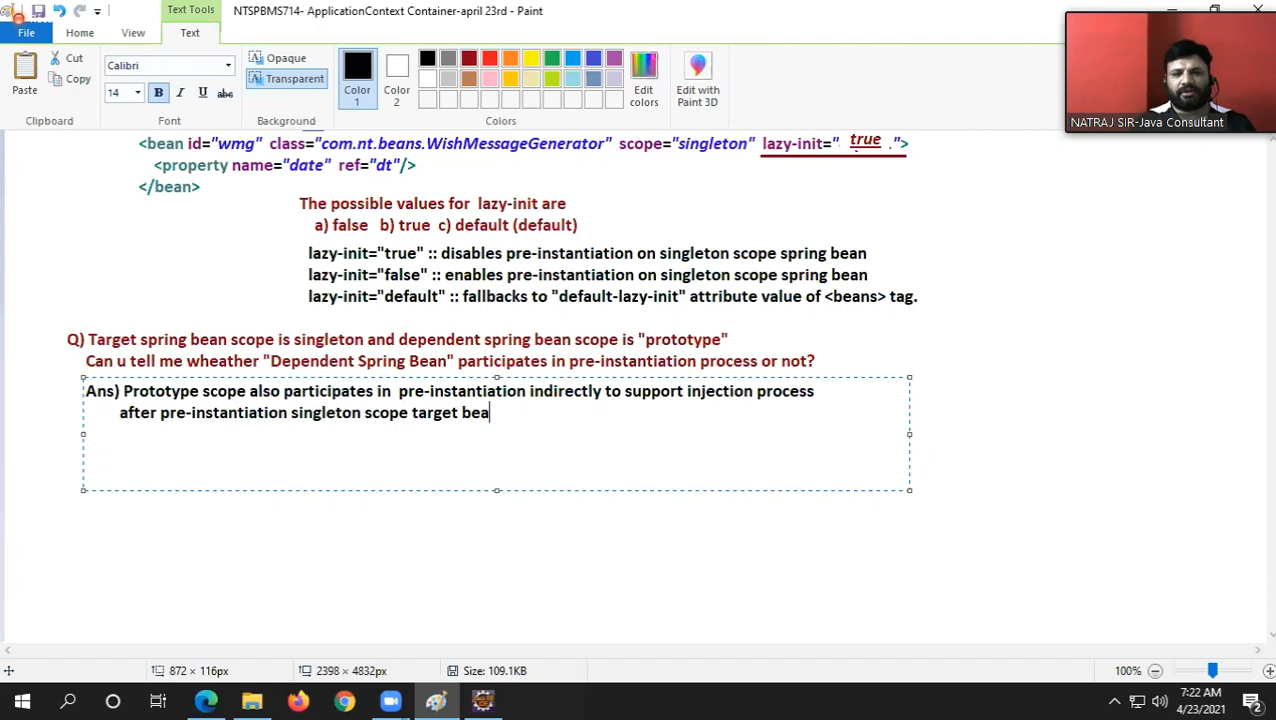 NTSPBMS714- ApplicationContext Container-april 23rd - Paint
Text Tools
File
Home
View
Text
Paste
Cut
Copy
Clipboard
Calibri
14
B
I
U
abc
Font
Opaque
Transparent
Background
Color 1
Color 2
Colors
Edit colors
Edit with Paint 3D
NATRAJ SIR-Java Consultant
<bean id="wmg" class="com.nt.beans.WishMessageGenerator" scope="singleton" lazy-init=". true .">
<property name="date" ref="dt"/>
</bean>
The possible values for lazy-init are
a) false b) true c) default (default)
lazy-init="true" :: disables pre-instantiation on singleton scope spring bean
lazy-init="false" :: enables pre-instantiation on singleton scope spring bean
lazy-init="default" :: fallbacks to "default-lazy-init" attribute value of <beans> tag.
Q) Target spring bean scope is singleton and dependent spring bean scope is "prototype"
Can u tell me wheather "Dependent Spring Bean" participates in pre-instantiation process or not?
Ans) Prototype scope also participates in pre-instantiation indirectly to support injection process
after pre-instantiation singleton scope target bea
872 × 116px
2398 × 4832px
Size: 109.1KB
100%
7:22 AM
4/23/2021
2